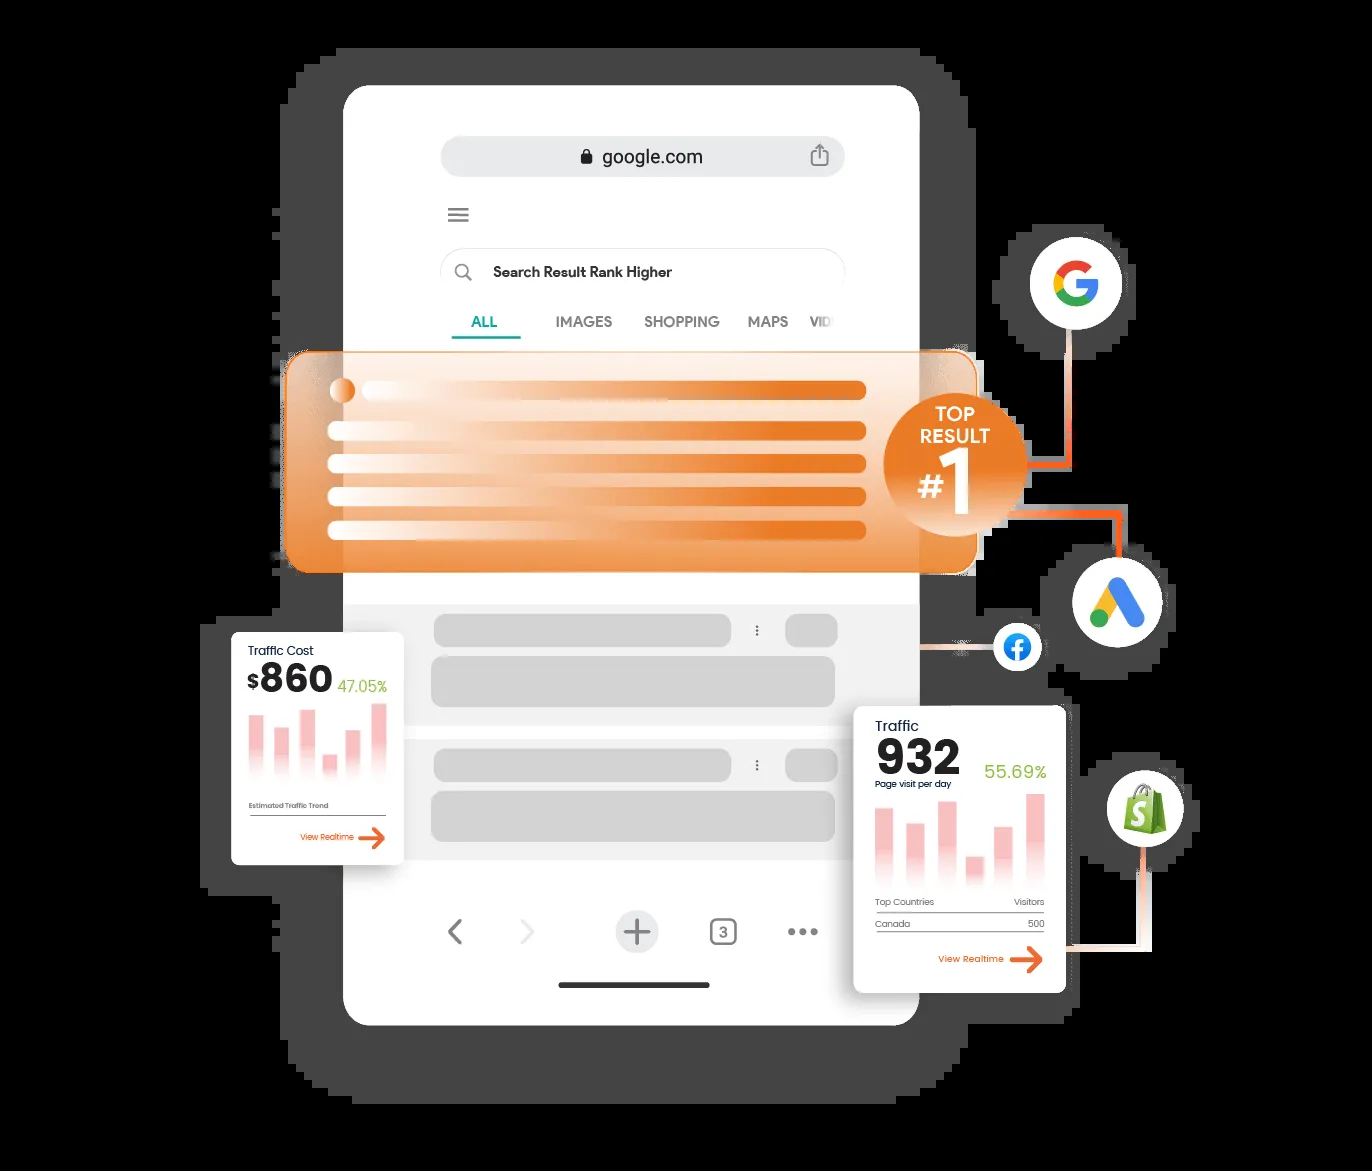 google.com
Search Result Rank Higher
ALL IMAGES SHOPPING MAPS VID
TOP
RESULT
#1
Traffic Cost
$860 47.05%
Estimated Traffic Trend
View Realtime
Traffic
932
Page visit per day
55.69%
Top Countries Visitors
Canada 500
View Realtime
3